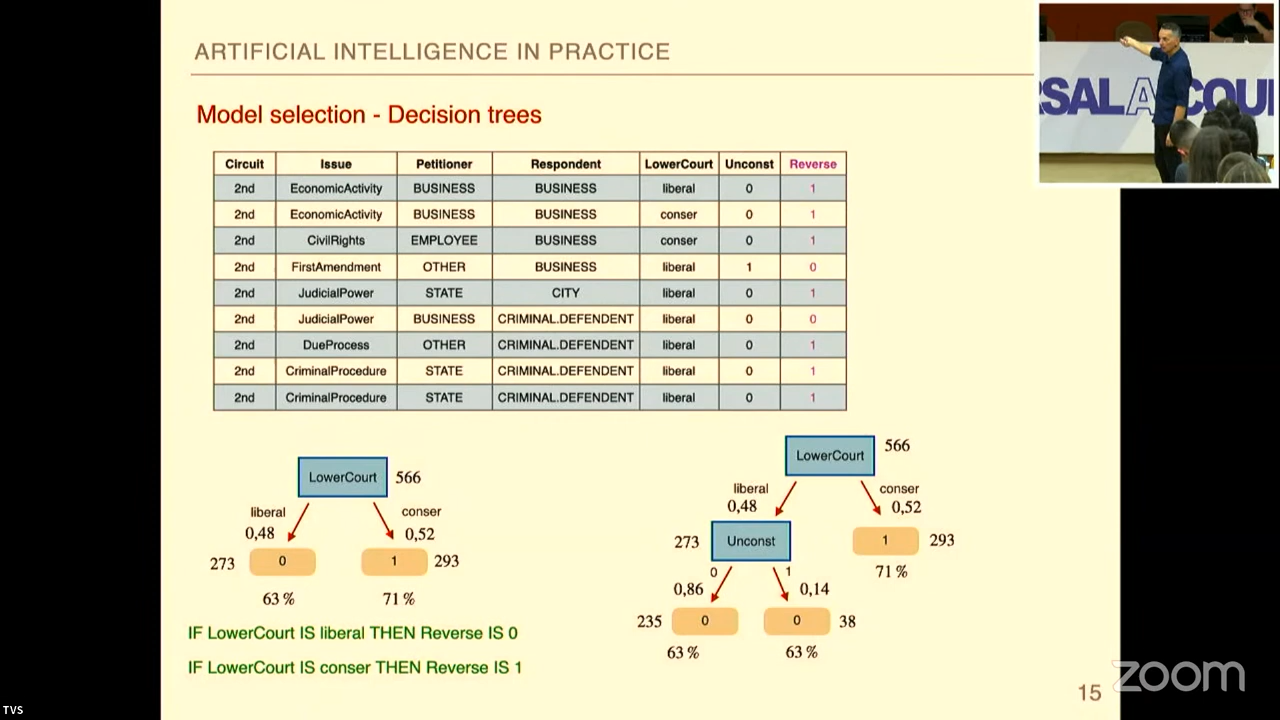 ARTIFICIAL INTELLIGENCE IN PRACTICE
Model selection - Decision trees
Circuit Issue Petitioner Respondent LowerCourt Unconst Reverse
2nd EconomicActivity BUSINESS BUSINESS liberal 0 1
2nd EconomicActivity BUSINESS BUSINESS conser 0 1
2nd CivilRights EMPLOYEE BUSINESS conser 0 1
2nd FirstAmendment OTHER BUSINESS liberal 1 0
2nd JudicialPower STATE CITY liberal 0 1
2nd JudicialPower BUSINESS CRIMINAL.DEFENDENT liberal 0 0
2nd DueProcess OTHER CRIMINAL.DEFENDENT liberal 0 1
2nd CriminalProcedure STATE CRIMINAL.DEFENDENT liberal 0 1
2nd CriminalProcedure STATE CRIMINAL.DEFENDENT liberal 0 1
LowerCourt 566
liberal conser
0,48 0,52
273 0 1 293
63 % 71 %
IF LowerCourt IS liberal THEN Reverse IS 0
IF LowerCourt IS conser THEN Reverse IS 1
LowerCourt 566
liberal conser
0,48 0,52
273 Unconst 1 293
71 %
0 1
0,86 0,14
235 0 0 38
63 % 63 %
15
zoom
TVS
RSAL A COU